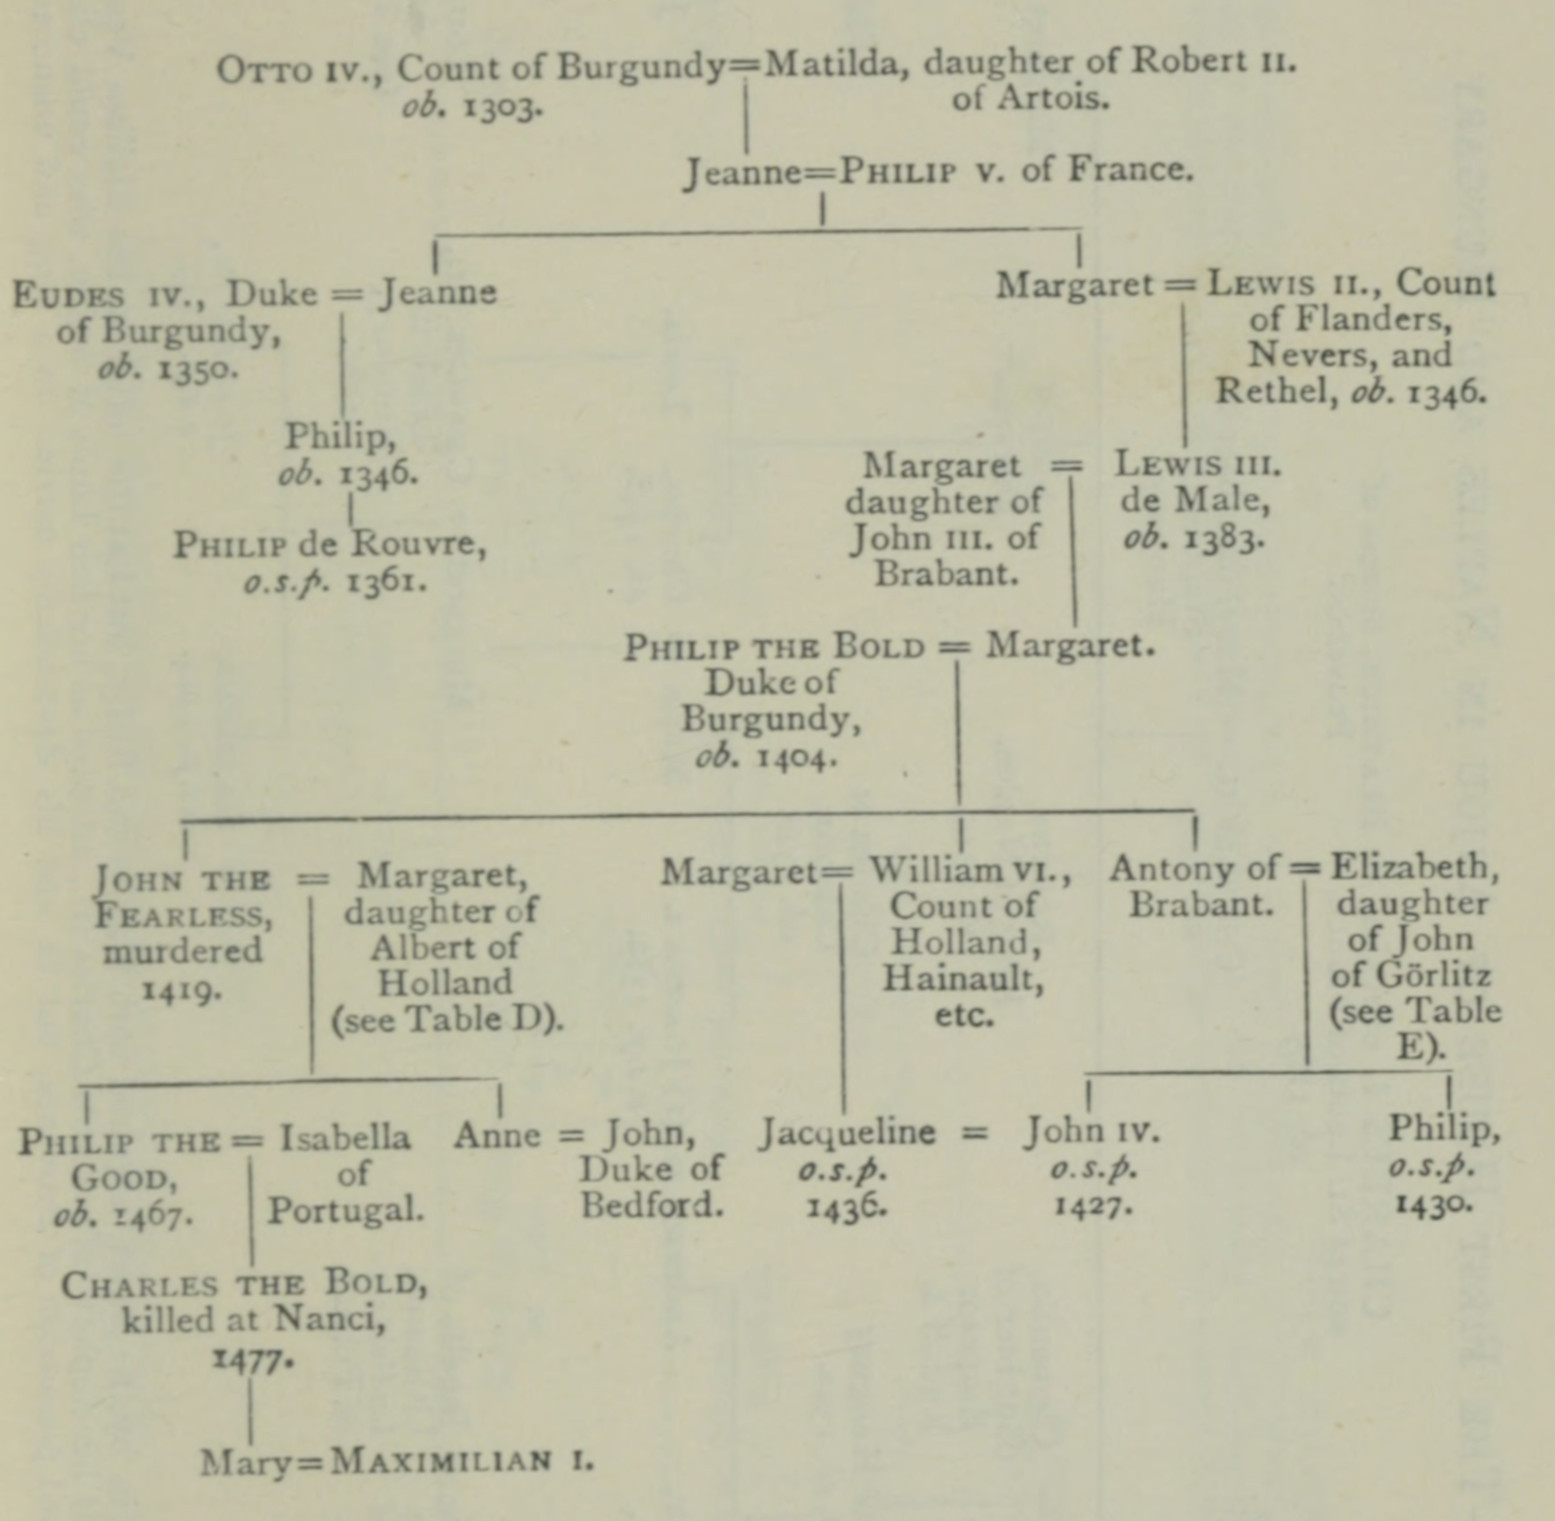 OTTO IV., Count of Burgundy=Matilda, daughter of Robert II.
ob. 1303. of Artois.
Jeanne=PHILIP V. of France.
EUDES IV., Duke = Jeanne
of Burgundy,
ob. 1350.
Margaret = LEWIS II., Count
of Flanders,
Nevers, and
Rethel, ob. 1346.
Philip,
ob. 1346.
PHILIP de Rouvre,
o.s.p. 1361.
Margaret = LEWIS III.
daughter of de Male,
John III. of ob. 1383.
Brabant.
PHILIP THE BOLD = Margaret.
Duke of
Burgundy,
ob. 1404.
JOHN THE = Margaret,
FEARLESS, daughter of
murdered Albert of
1419. Holland
(see Table D).
Margaret= William VI.,
Count of
Holland,
Hainault,
etc.
Antony of = Elizabeth,
Brabant. daughter
of John
of Görlitz
(see Table
E).
PHILIP THE = Isabella
GOOD, of
ob. 1467. Portugal.
Anne = John,
Duke of
Bedford.
Jacqueline = John IV.
o.s.p. o.s.p.
1436. 1427.
Philip,
o.s.p.
1430.
CHARLES THE BOLD,
killed at Nanci,
1477.
Mary=MAXIMILIAN I.